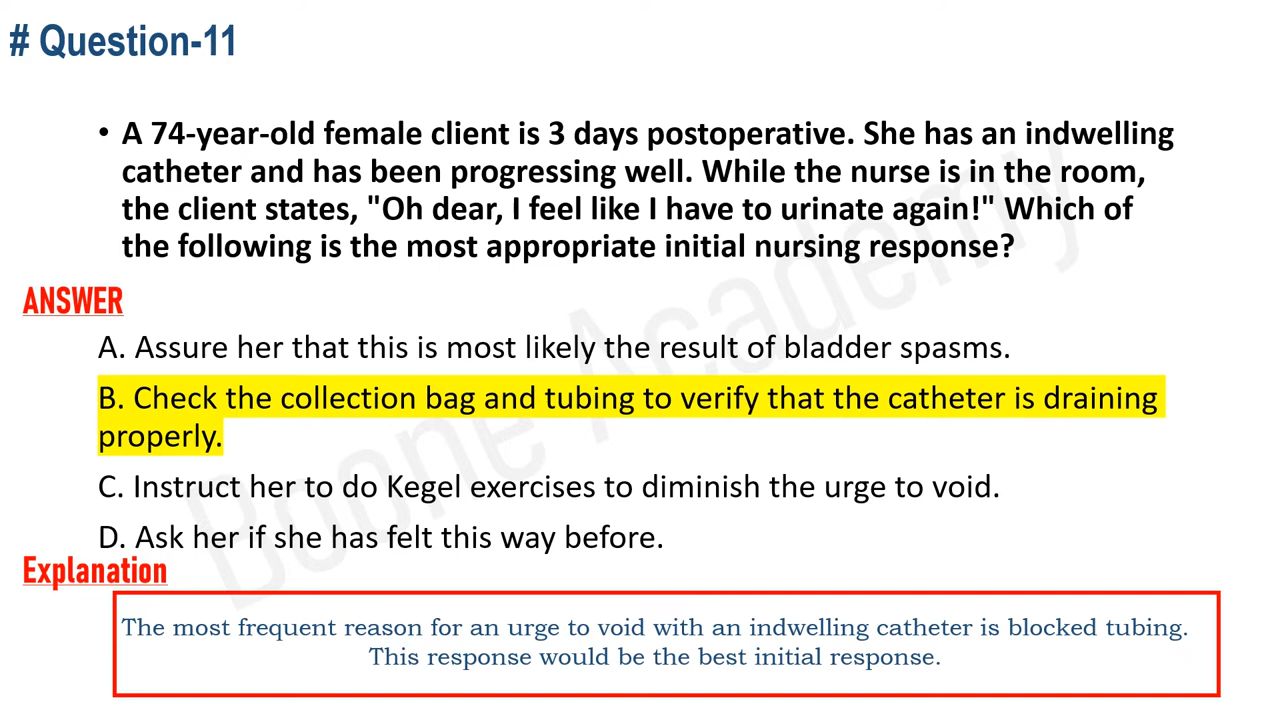 # Question-11
• A 74-year-old female client is 3 days postoperative. She has an indwelling
catheter and has been progressing well. While the nurse is in the room,
the client states, "Oh dear, I feel like I have to urinate again!" Which of
the following is the most appropriate initial nursing response?
ANSWER
A. Assure her that this is most likely the result of bladder spasms.
B. Check the collection bag and tubing to verify that the catheter is draining
properly.
C. Instruct her to do Kegel exercises to diminish the urge to void.
D. Ask her if she has felt this way before.
Explanation
The most frequent reason for an urge to void with an indwelling catheter is blocked tubing.
This response would be the best initial response.
Boone Academy